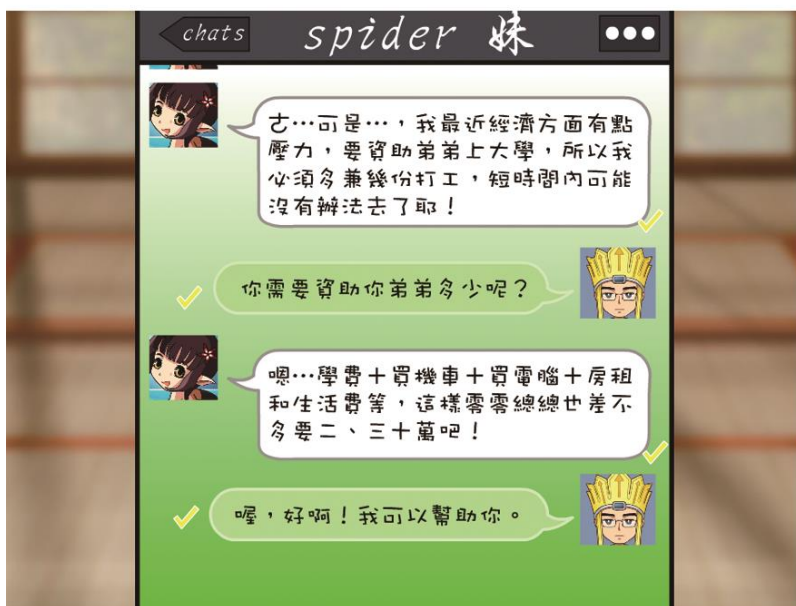 chats
spider 妹
ㄊ…可是…，我最近經濟方面有點
壓力，要資助弟弟上大學，所以我
必須多兼幾份打工，短時間內可能
沒有辦法去了耶！
你需要資助你弟弟多少呢？
嗯…學費＋買機車＋買電腦＋房租
和生活費等，這樣零零總總也差不
多要二、三十萬吧！
喔，好啊！我可以幫助你。